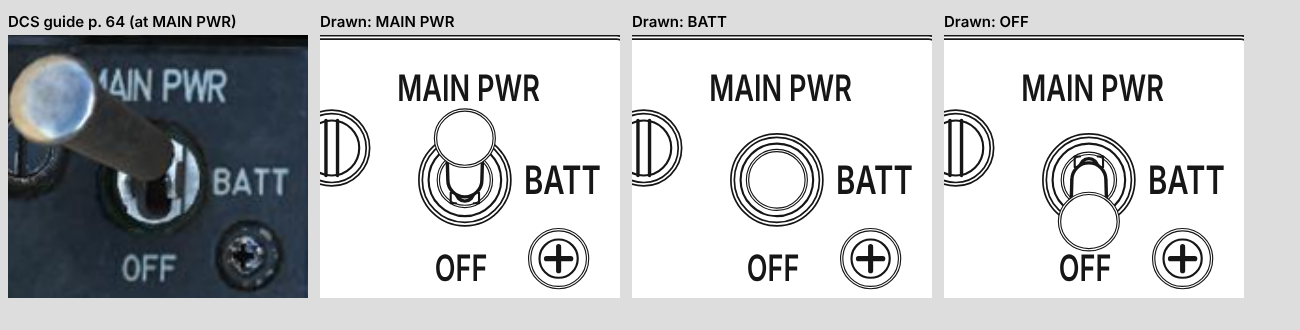 DCS guide p. 64 (at MAIN PWR)
Drawn: MAIN PWR
Drawn: BATT
Drawn: OFF
MAIN PWR
BATT
OFF
MAIN PWR
BATT
OFF
MAIN PWR
BATT
OFF
MAIN PWR
BATT
OFF